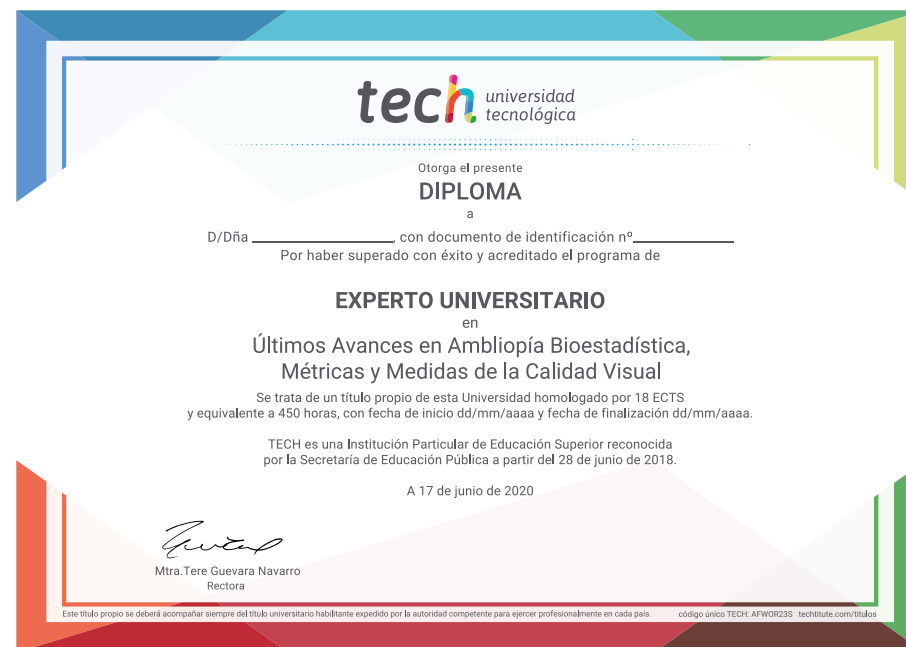 tech universidad
tecnológica
Otorga el presente
DIPLOMA
a
D/Dña ____________________, con documento de identificación nº______________
Por haber superado con éxito y acreditado el programa de
EXPERTO UNIVERSITARIO
en
Últimos Avances en Ambliopía Bioestadística,
Métricas y Medidas de la Calidad Visual
Se trata de un título propio de esta Universidad homologado por 18 ECTS
y equivalente a 450 horas, con fecha de inicio dd/mm/aaaa y fecha de finalización dd/mm/aaaa.
TECH es una Institución Particular de Educación Superior reconocida
por la Secretaría de Educación Pública a partir del 28 de junio de 2018.
A 17 de junio de 2020
Mtra.Tere Guevara Navarro
Rectora
Este título propio se deberá acompañar siempre del título universitario habilitante expedido por la autoridad competente para ejercer profesionalmente en cada país. código único TECH: AFWOR23S techtitute.com/titulos